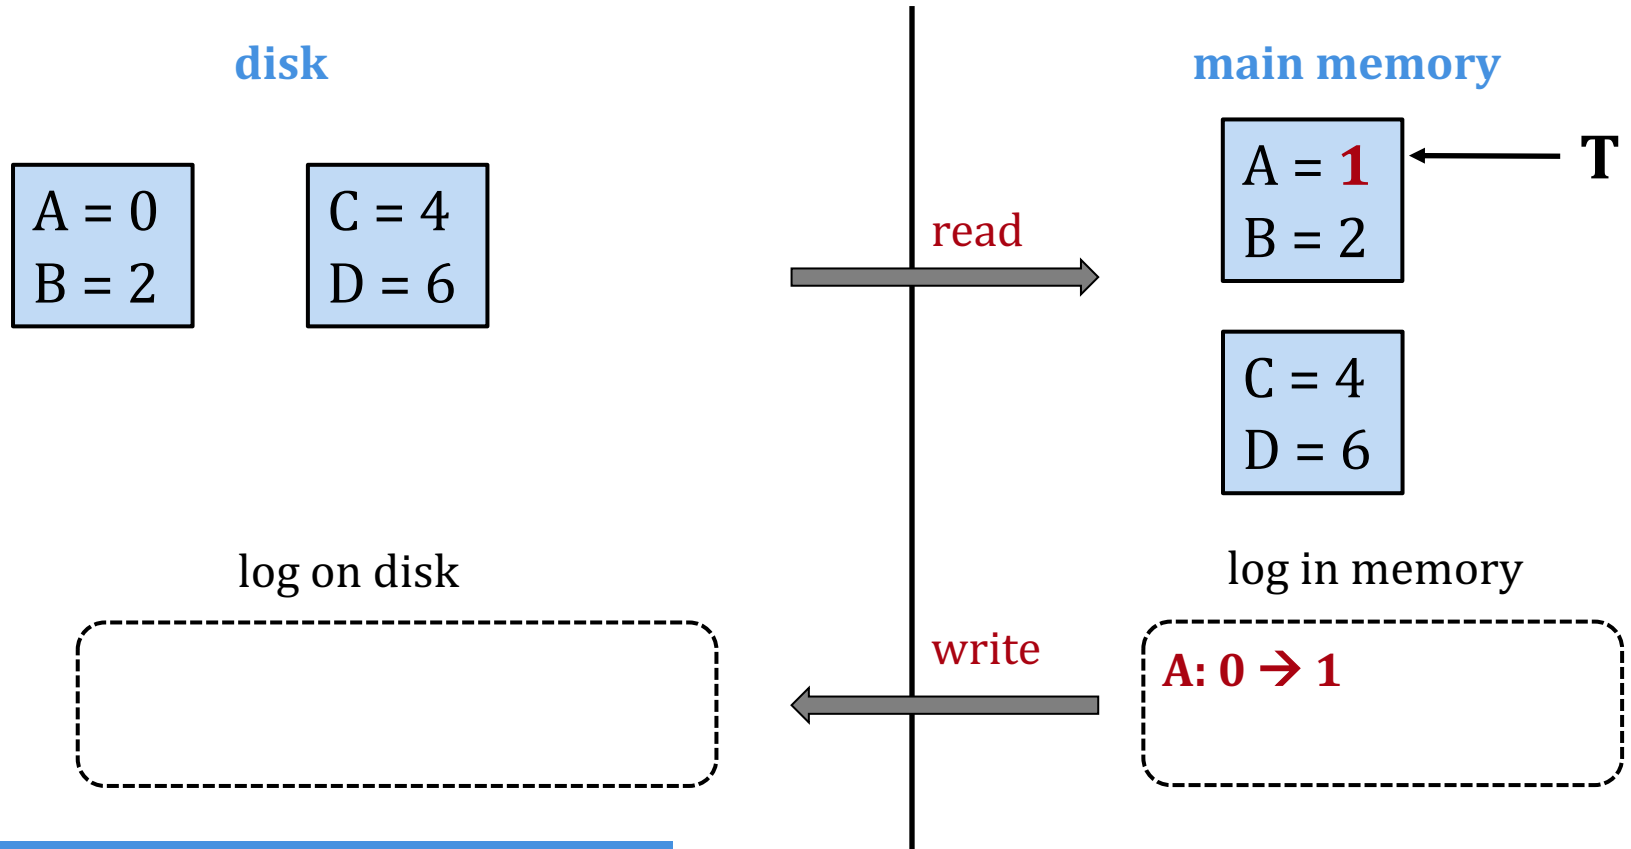 disk
main memory
A = 0
B = 2
C = 4
D = 6
read
A = 1
B = 2
T
C = 4
D = 6
log on disk
log in memory
write
A: 0 → 1